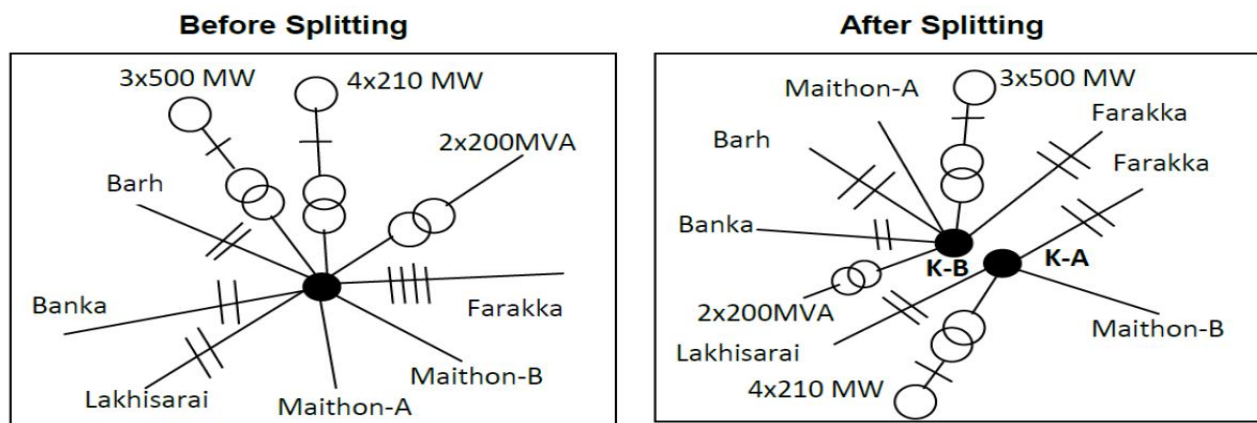 Before Splitting
3x500 MW
4x210 MW
2x200MVA
Barh
Banka
Farakka
Lakhisarai
Maithon-A
Maithon-B
After Splitting
3x500 MW
Maithon-A
Farakka
Barh
Farakka
Banka
K-B
K-A
2x200MVA
Maithon-B
Lakhisarai
4x210 MW